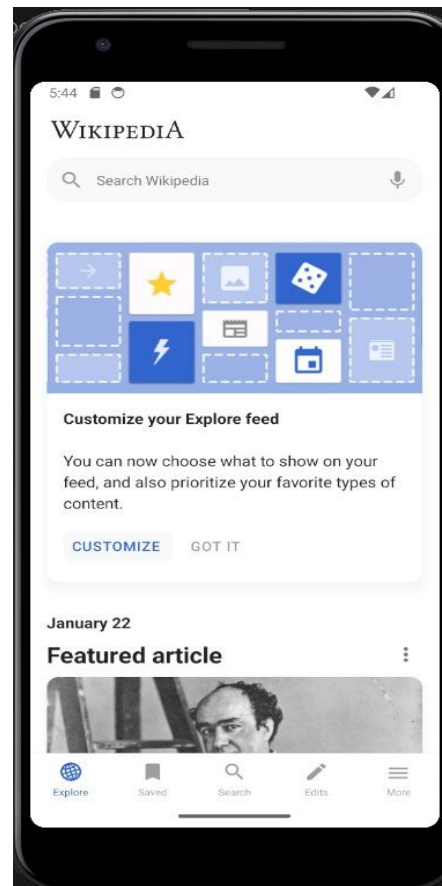 5:44
WIKIPEDIA
Search Wikipedia
Customize your Explore feed
You can now choose what to show on your
feed, and also prioritize your favorite types of
content.
CUSTOMIZE GOT IT
January 22
Featured article
Explore Saved Search Edits More